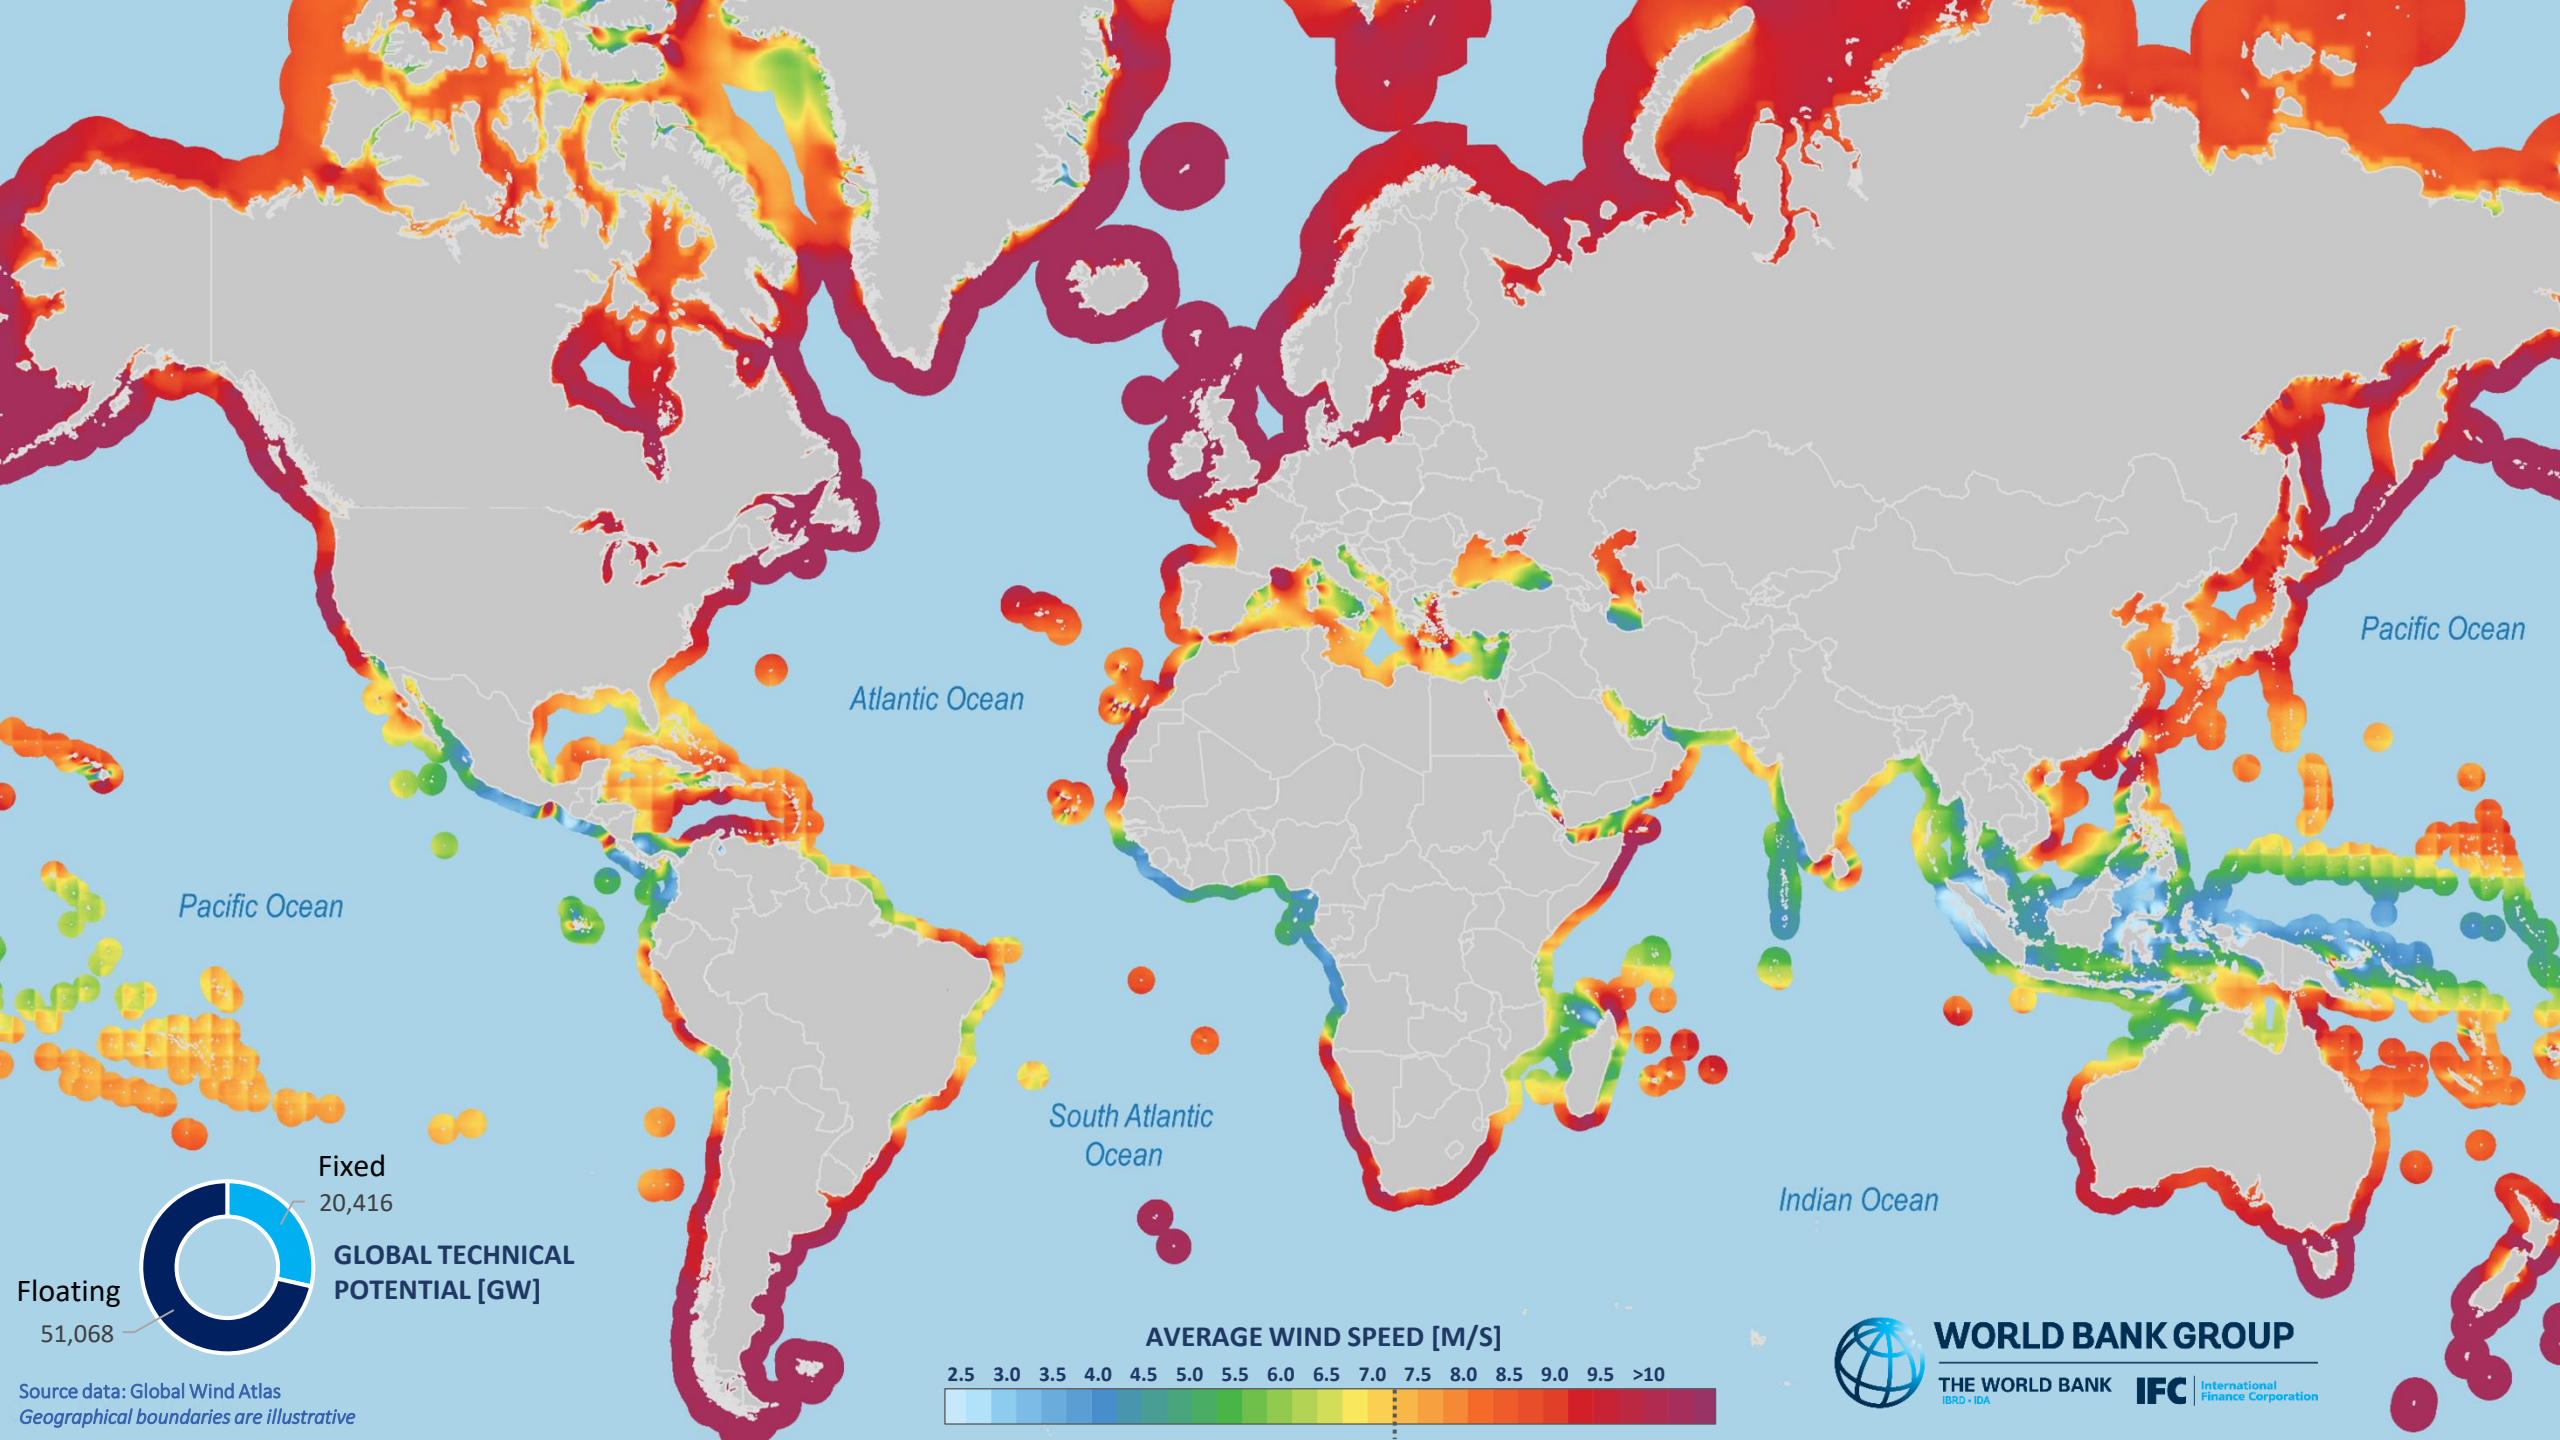 Pacific Ocean
Atlantic Ocean
Pacific Ocean
South Atlantic
Ocean
Indian Ocean
Fixed
20,416
GLOBAL TECHNICAL
POTENTIAL [GW]
Floating
51,068
Source data: Global Wind Atlas
Geographical boundaries are illustrative
AVERAGE WIND SPEED [M/S]
2.5 3.0 3.5 4.0 4.5 5.0 5.5 6.0 6.5 7.0 7.5 8.0 8.5 9.0 9.5 >10
WORLD BANK GROUP
THE WORLD BANK
IBRD • IDA
IFC
International
Finance Corporation